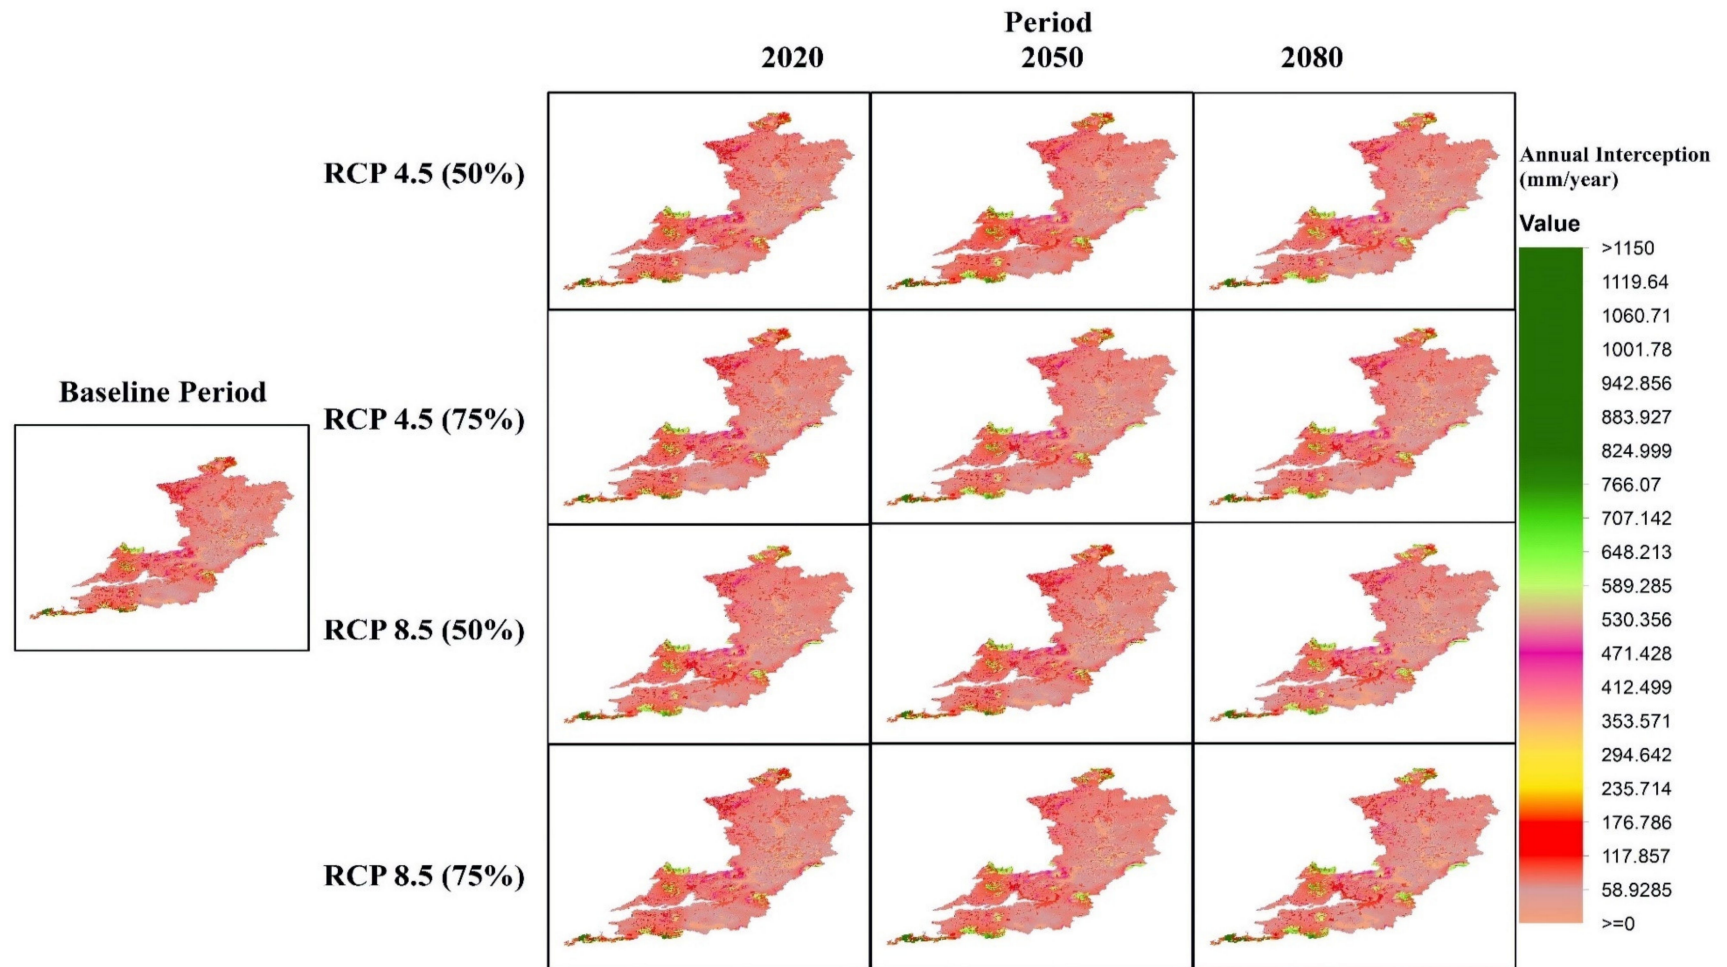 Period
2020 2050 2080
RCP 4.5 (50%)
Annual Interception
(mm/year)
Value
>1150
1119.64
1060.71
1001.78
942.856
883.927
824.999
766.07
707.142
648.213
589.285
530.356
471.428
412.499
353.571
294.642
235.714
176.786
117.857
58.9285
>=0
Baseline Period
RCP 4.5 (75%)
RCP 8.5 (50%)
RCP 8.5 (75%)